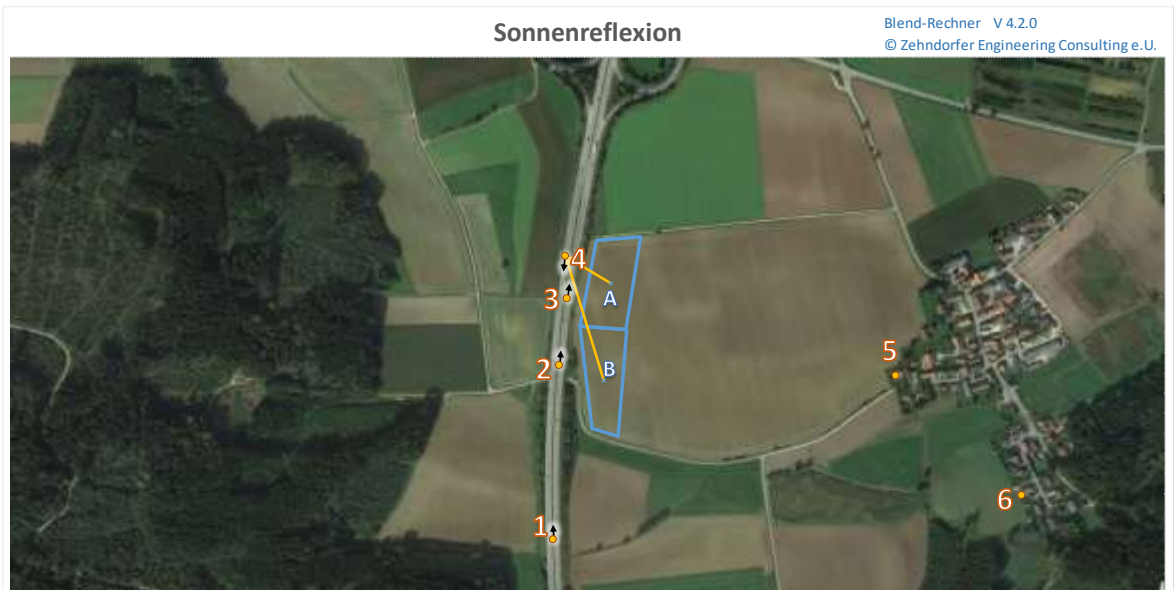 Sonnenreflexion
Blend-Rechner V 4.2.0
© Zehndorfer Engineering Consulting e.U.
4
A
3
5
2
B
6
1